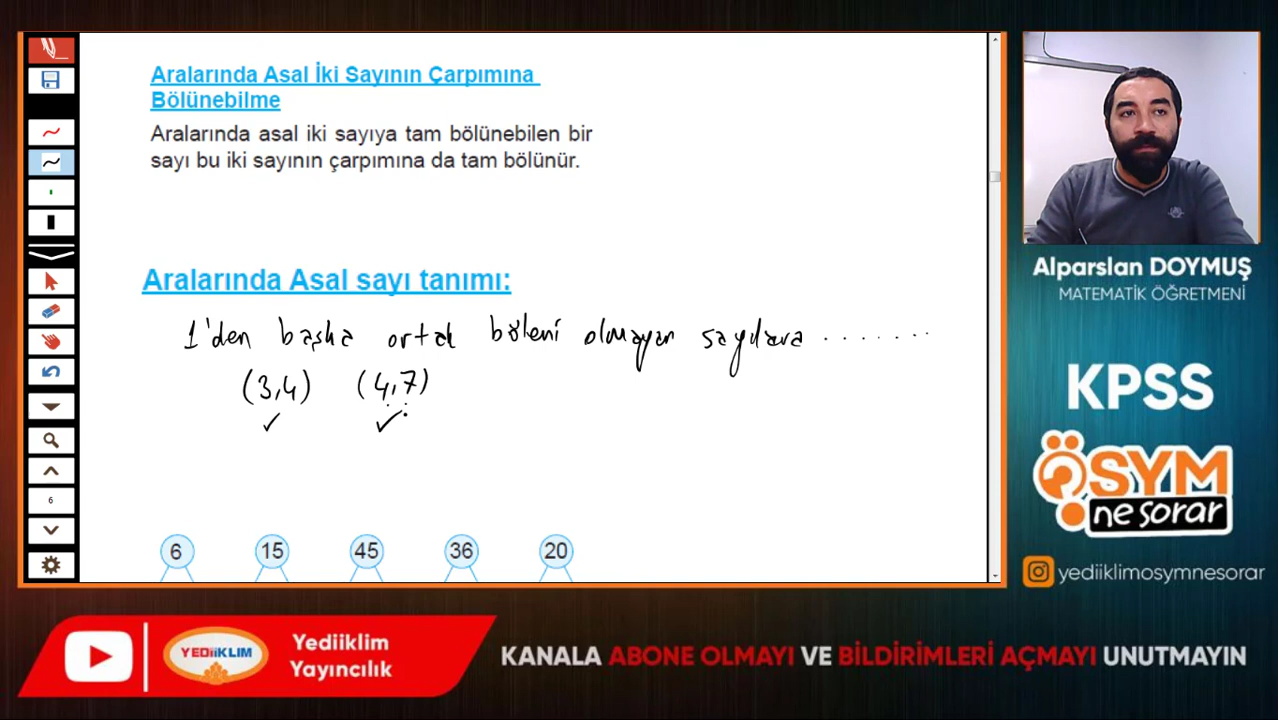 Aralarında Asal İki Sayının Çarpımına
Bölünebilme
Aralarında asal iki sayıya tam bölünebilen bir
sayı bu iki sayının çarpımına da tam bölünür.
Aralarında Asal sayı tanımı:
1'den başka ortak böleni olmayan sayılara .......
(3,4) (4,7)
✓ ✓
6 15 45 36 20
6
Alparslan DOYMUŞ
MATEMATİK ÖĞRETMENİ
KPSS
ÖSYM
ne sorar
yediiklimosymnesorar
YEDİİKLİM
Yediiklim
Yayıncılık
KANALA ABONE OLMAYI VE BİLDİRİMLERİ AÇMAYI UNUTMAYIN